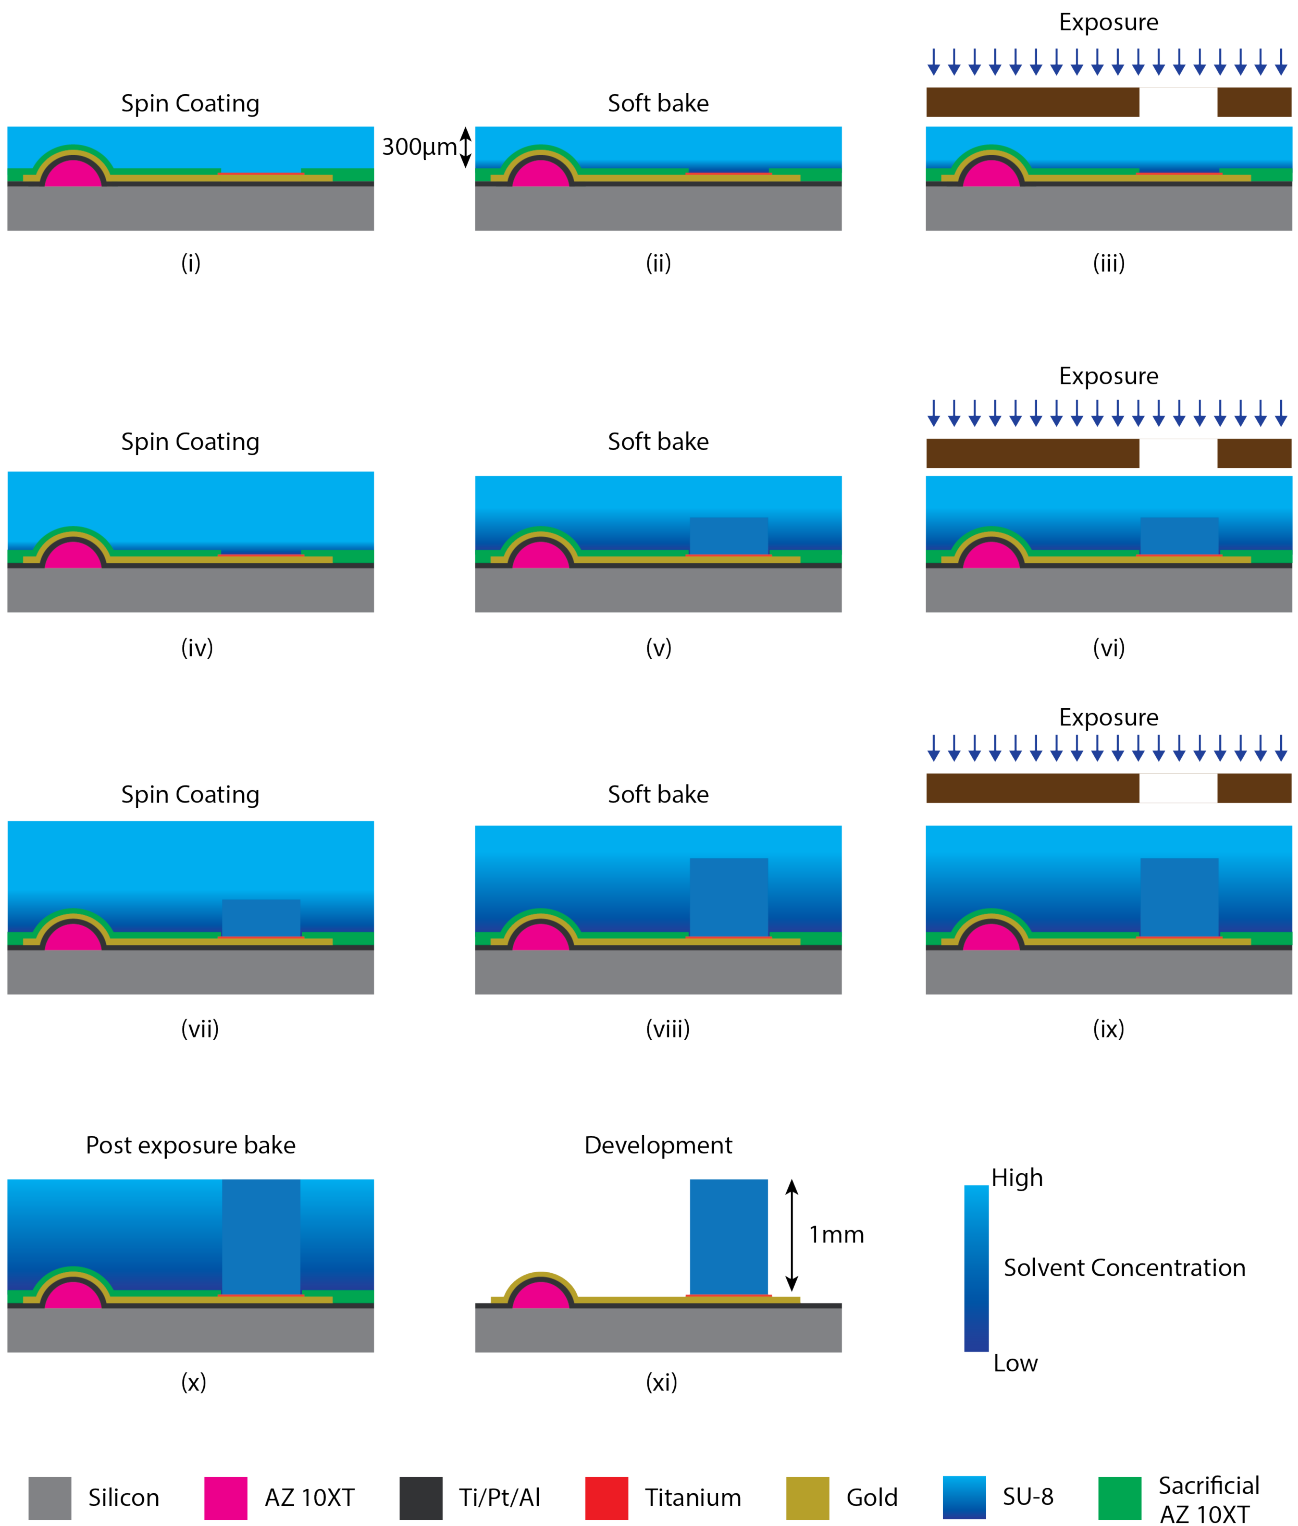 Exposure
Spin Coating
Soft bake
300µm
(i)
(ii)
(iii)
Exposure
Spin Coating
Soft bake
(iv)
(v)
(vi)
Exposure
Spin Coating
Soft bake
(vii)
(viii)
(ix)
Post exposure bake
Development
1mm
High
Solvent Concentration
Low
(x)
(xi)
Silicon
AZ 10XT
Ti/Pt/Al
Titanium
Gold
SU-8
Sacrificial
AZ 10XT